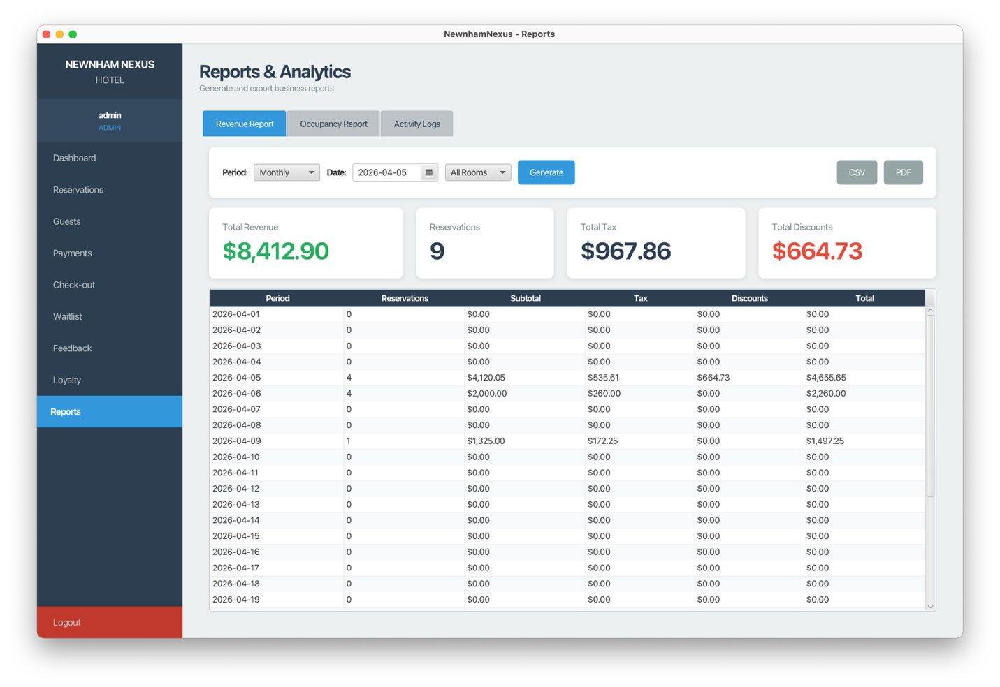 NewnhamNexus - Reports
NEWNHAM NEXUS
HOTEL
admin
ADMIN
Dashboard
Reservations
Guests
Payments
Check-out
Waitlist
Feedback
Loyalty
Reports
Logout
Reports & Analytics
Generate and export business reports
Revenue Report Occupancy Report Activity Logs
Period: Monthly Date: 2026-04-05 All Rooms Generate CSV PDF
Total Revenue Reservations Total Tax Total Discounts
$8,412.90 9 $967.86 $664.73
Period Reservations Subtotal Tax Discounts Total
2026-04-01 0 $0.00 $0.00 $0.00 $0.00
2026-04-02 0 $0.00 $0.00 $0.00 $0.00
2026-04-03 0 $0.00 $0.00 $0.00 $0.00
2026-04-04 0 $0.00 $0.00 $0.00 $0.00
2026-04-05 4 $4,120.05 $535.61 $664.73 $4,655.65
2026-04-06 4 $2,000.00 $260.00 $0.00 $2,260.00
2026-04-07 0 $0.00 $0.00 $0.00 $0.00
2026-04-08 0 $0.00 $0.00 $0.00 $0.00
2026-04-09 1 $1,325.00 $172.25 $0.00 $1,497.25
2026-04-10 0 $0.00 $0.00 $0.00 $0.00
2026-04-11 0 $0.00 $0.00 $0.00 $0.00
2026-04-12 0 $0.00 $0.00 $0.00 $0.00
2026-04-13 0 $0.00 $0.00 $0.00 $0.00
2026-04-14 0 $0.00 $0.00 $0.00 $0.00
2026-04-15 0 $0.00 $0.00 $0.00 $0.00
2026-04-16 0 $0.00 $0.00 $0.00 $0.00
2026-04-17 0 $0.00 $0.00 $0.00 $0.00
2026-04-18 0 $0.00 $0.00 $0.00 $0.00
2026-04-19 0 $0.00 $0.00 $0.00 $0.00